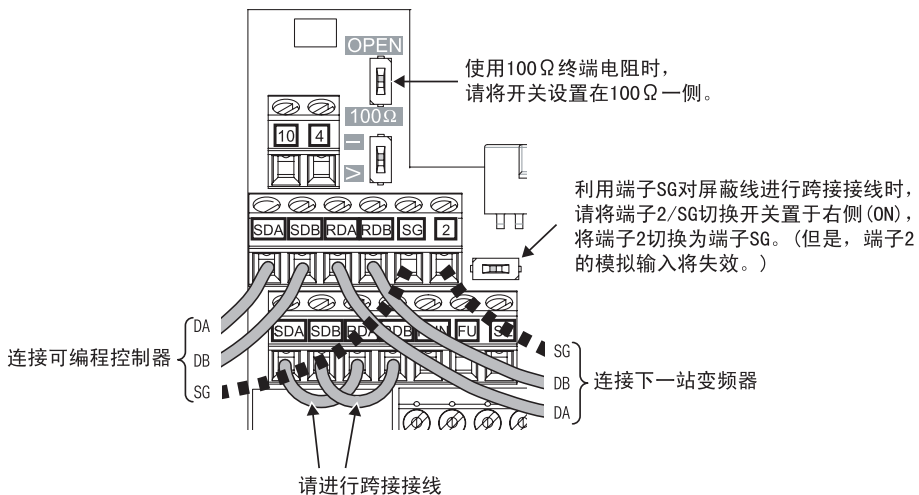 OPEN
使用100Ω终端电阻时，
请将开关设置在100Ω一侧。
100Ω
10 4
I
V
利用端子SG对屏蔽线进行跨接接线时，
请将端子2/SG切换开关置于右侧(ON)，
将端子2切换为端子SG。(但是，端子2
的模拟输入将失效。)
SDA SDB RDA RDB SG 2
SDA SDB FU
DA
DB
SG
连接可编程控制器
SG
DB
DA
连接下一站变频器
请进行跨接接线